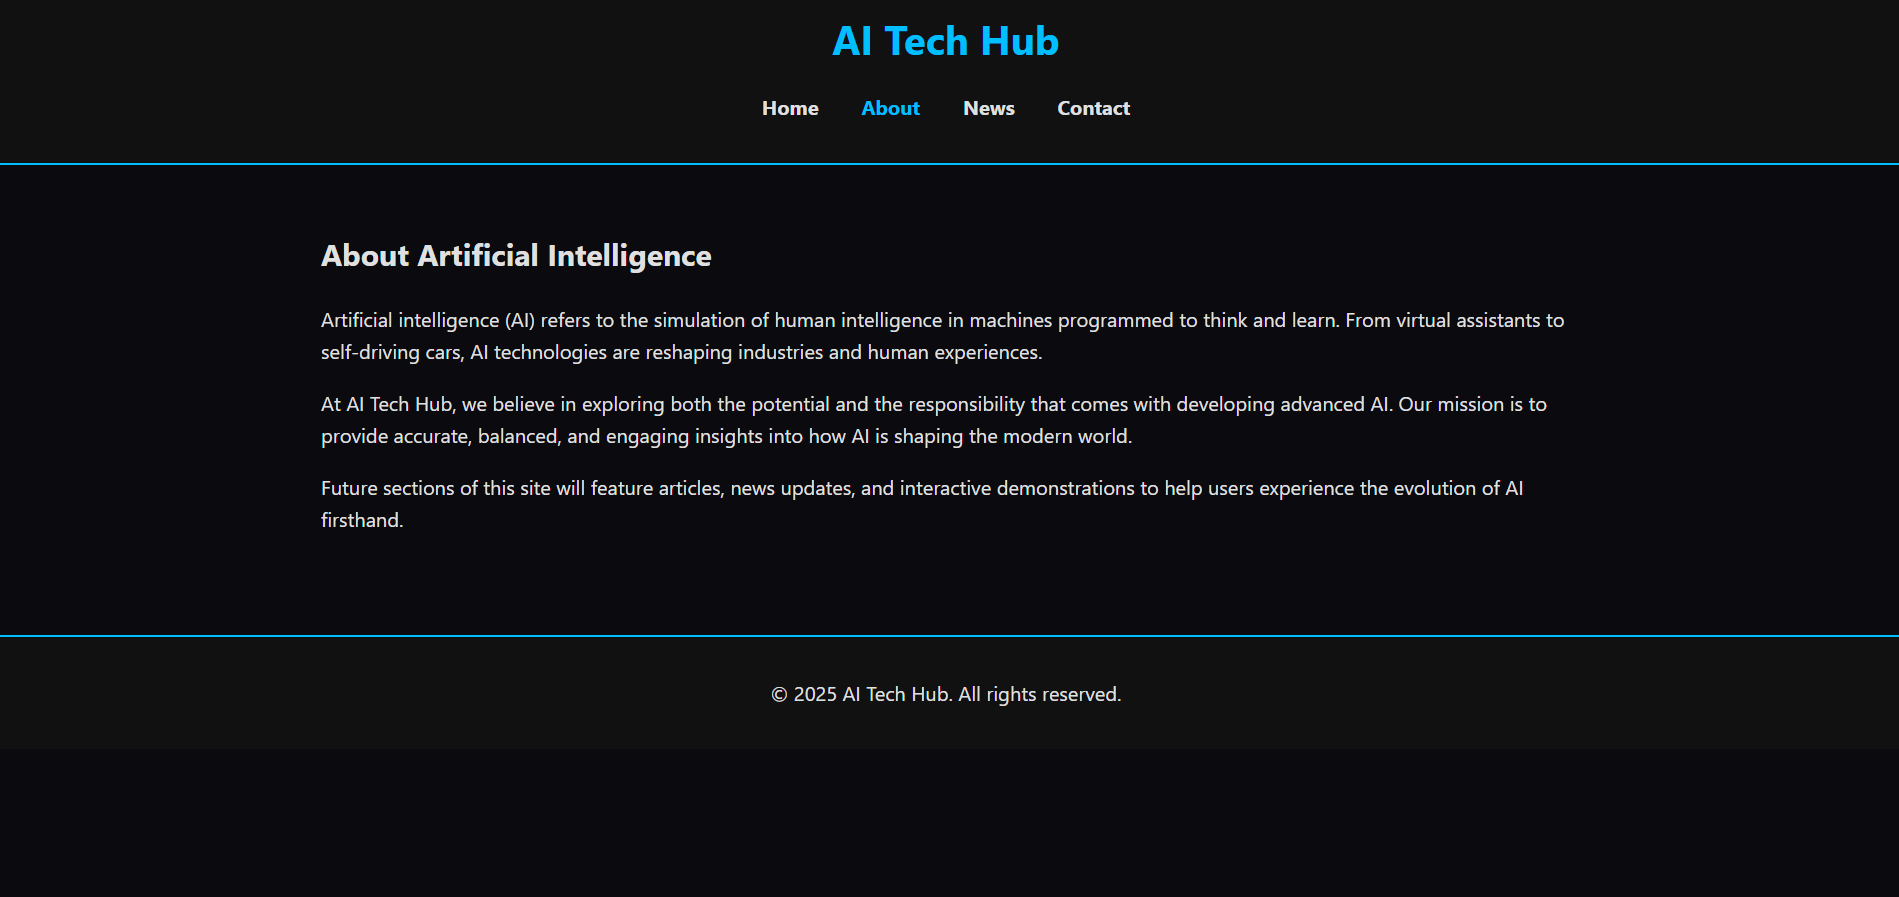 AI Tech Hub
Home About News Contact
About Artificial Intelligence
Artificial intelligence (AI) refers to the simulation of human intelligence in machines programmed to think and learn. From virtual assistants to
self-driving cars, AI technologies are reshaping industries and human experiences.
At AI Tech Hub, we believe in exploring both the potential and the responsibility that comes with developing advanced AI. Our mission is to
provide accurate, balanced, and engaging insights into how AI is shaping the modern world.
Future sections of this site will feature articles, news updates, and interactive demonstrations to help users experience the evolution of AI
firsthand.
© 2025 AI Tech Hub. All rights reserved.